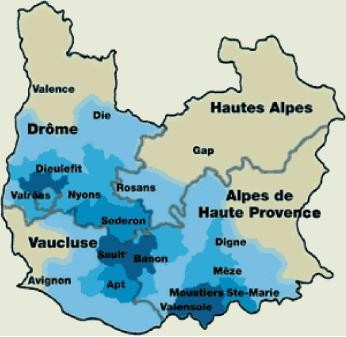 Valence
Hautes Alpes
Die
Drôme
Gap
Dieulefit
Rosans
Valréas
Nyons
Alpes de
Haute Provence
Sederon
Vaucluse
Digne
Sault
Banon
Mèze
Avignon
Apt
Moustiers Ste-Marie
Valensole